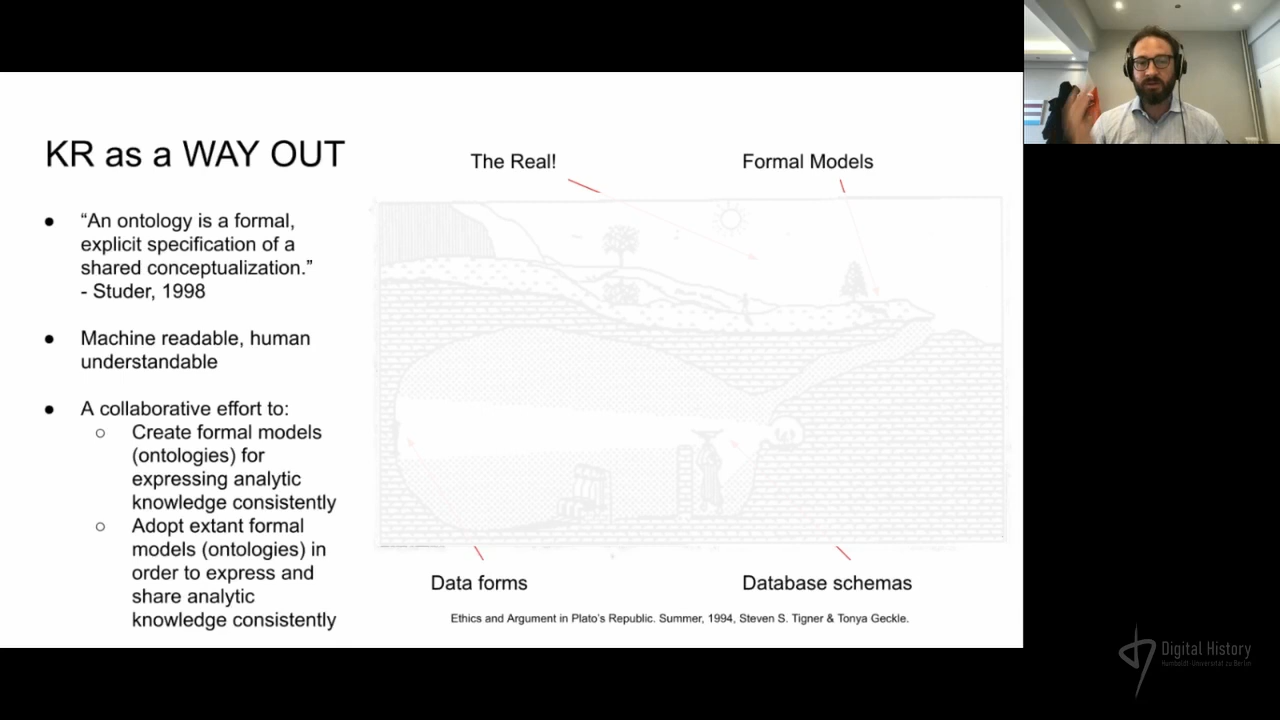 KR as a WAY OUT
● “An ontology is a formal,
explicit specification of a
shared conceptualization.”
- Studer, 1998
● Machine readable, human
understandable
● A collaborative effort to:
○ Create formal models
(ontologies) for
expressing analytic
knowledge consistently
○ Adopt extant formal
models (ontologies) in
order to express and
share analytic
knowledge consistently
The Real!
Formal Models
Data forms
Database schemas
Ethics and Argument in Plato’s Republic. Summer, 1994, Steven S. Tigner & Tonya Geckle.
Digital History
Humboldt-Universität zu Berlin